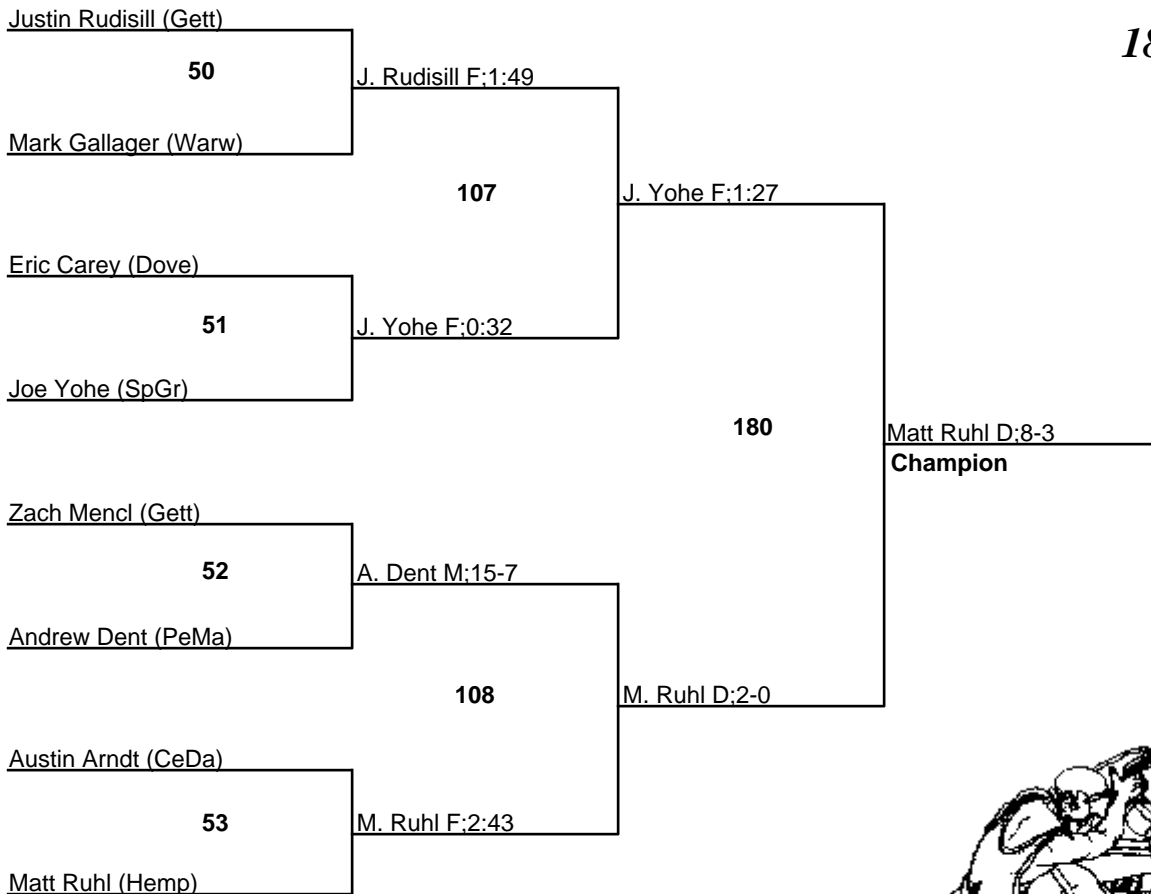 Justin Rudisill (Gett)
18
50
J. Rudisill F;1:49
Mark Gallager (Warw)
107
J. Yohe F;1:27
Eric Carey (Dove)
51
J. Yohe F;0:32
Joe Yohe (SpGr)
180
Matt Ruhl D;8-3
Champion
Zach Mencl (Gett)
52
A. Dent M;15-7
Andrew Dent (PeMa)
108
M. Ruhl D;2-0
Austin Arndt (CeDa)
53
M. Ruhl F;2:43
Matt Ruhl (Hemp)